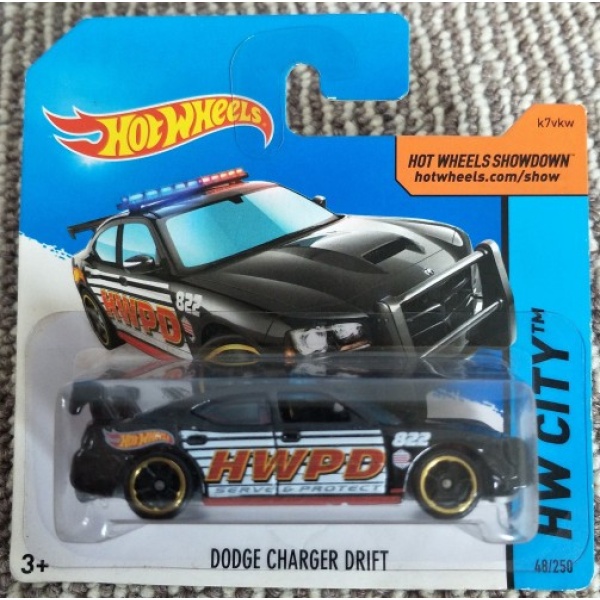 HOT WHEELS
k7vkw
HOT WHEELS SHOWDOWN™
hotwheels.com/show
822
HWPD
HW CITY™
HOT WHEELS
822
HWPD
SERVE & PROTECT
3+
DODGE CHARGER DRIFT
48/250